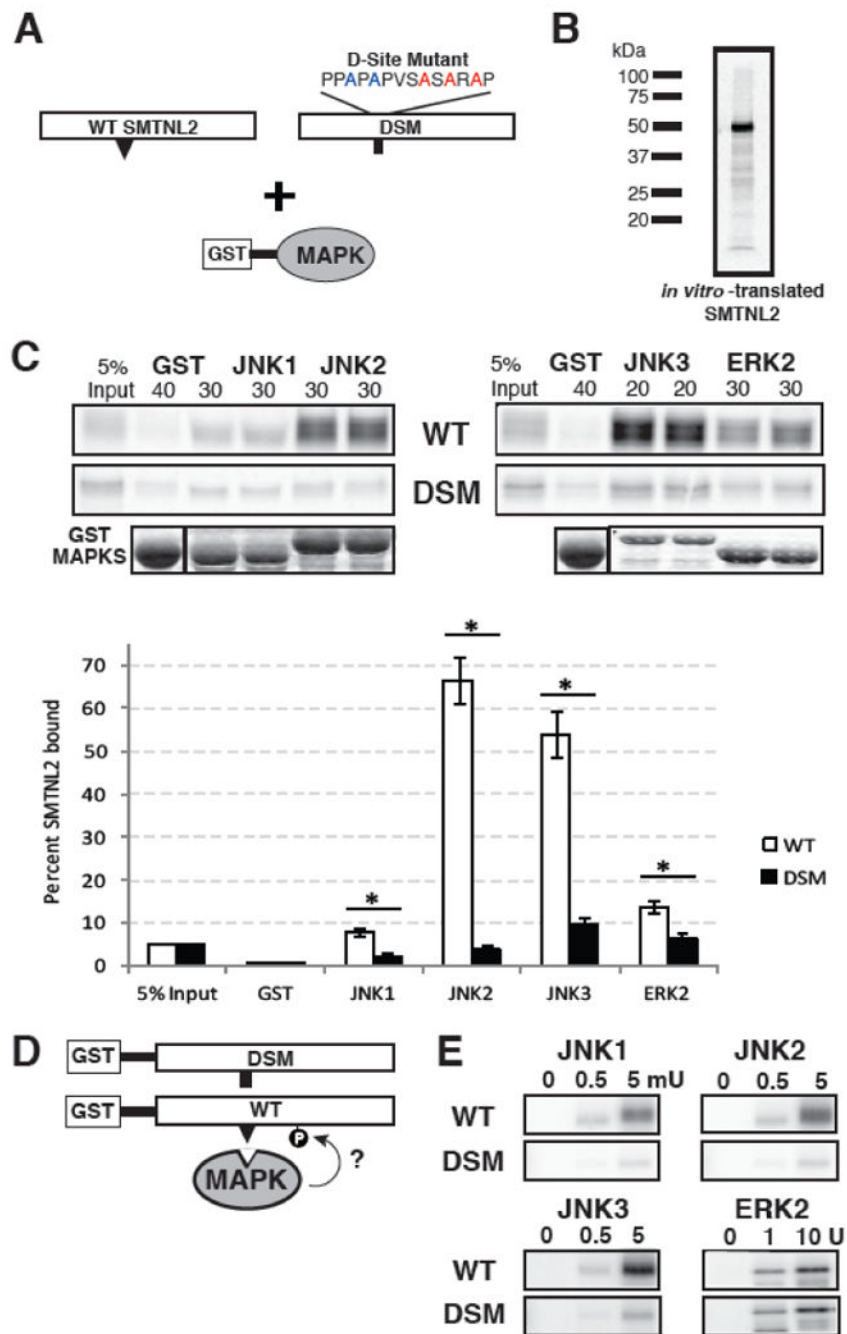 A
D-Site Mutant
PPAPAPVSASARAP
WT SMTNL2
DSM
+
GST
MAPK
B
kDa
100
75
50
37
25
20
in vitro -translated
SMTNL2
C
5% GST JNK1 JNK2
Input 40 30 30 30 30
5% GST JNK3 ERK2
Input 40 20 20 30 30
WT
DSM
GST
MAPKS
Percent SMTNL2 bound
70
60
50
40
30
20
10
0
*
*
*
*
5% Input GST JNK1 JNK2 JNK3 ERK2
WT
DSM
D
GST
DSM
GST
WT
P
?
MAPK
E
JNK1
0 0.5 5 mU
JNK2
0 0.5 5
WT
DSM
JNK3
0 0.5 5
ERK2
0 1 10 U
WT
DSM